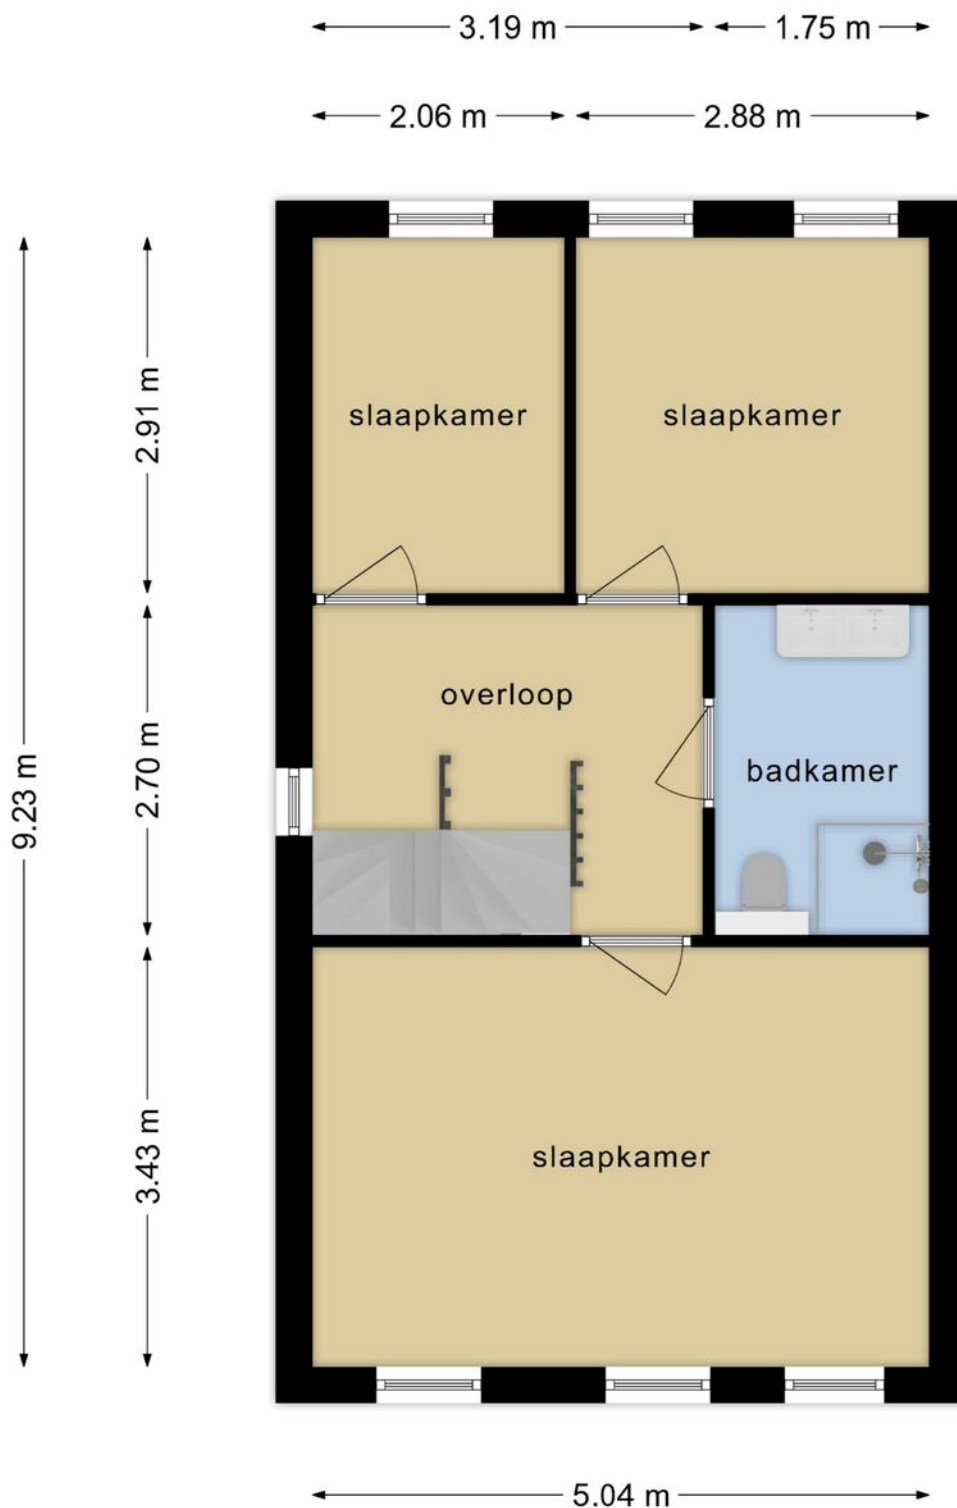 3.19 m
1.75 m
2.06 m
2.88 m
2.91 m
slaapkamer
slaapkamer
overloop
2.70 m
9.23 m
badkamer
3.43 m
slaapkamer
5.04 m